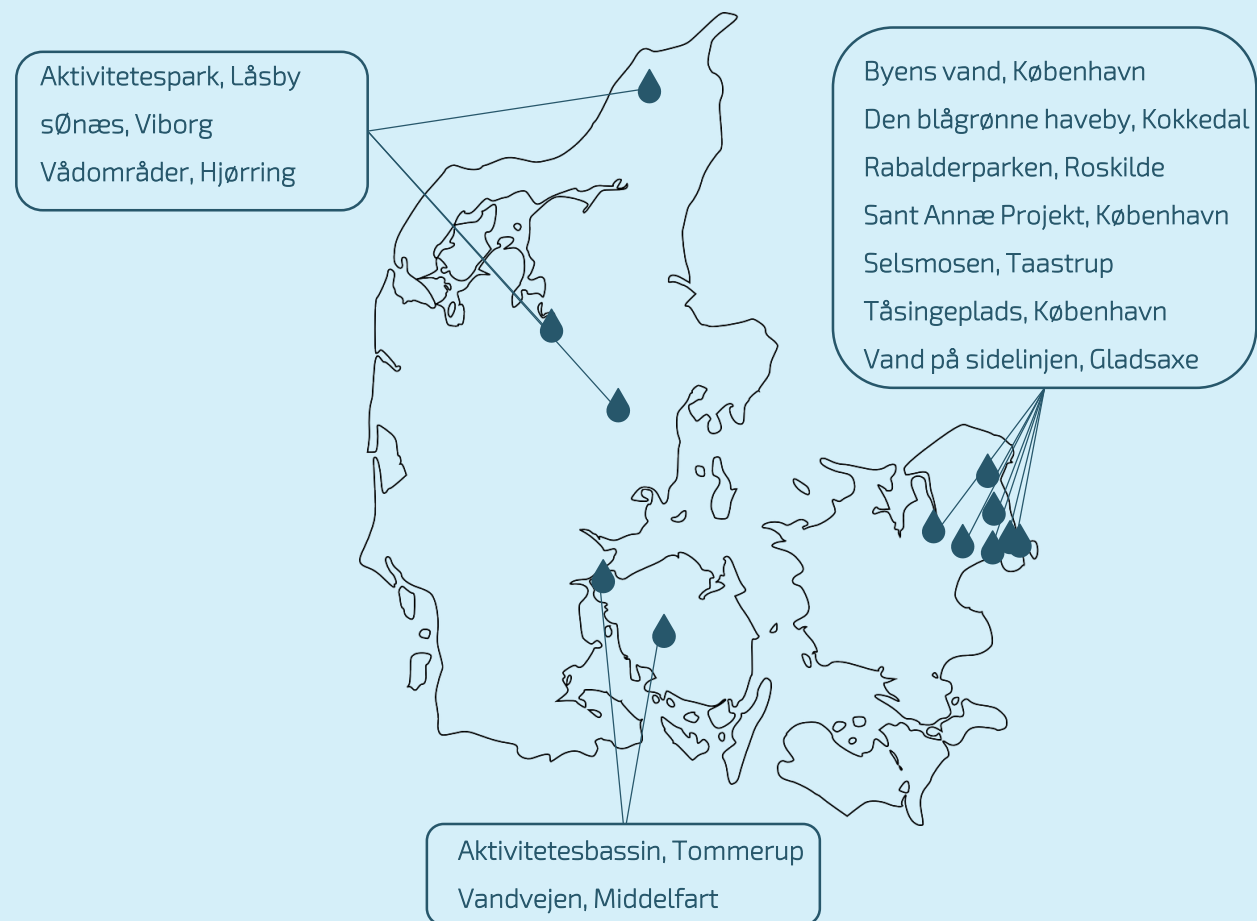 Aktivitetespark, Låsby
sØnæs, Viborg
Vådområder, Hjørring
Byens vand, København
Den blågrønne haveby, Kokkedal
Rabalderparken, Roskilde
Sant Annæ Projekt, København
Selsmosen, Taastrup
Tåsingeplads, København
Vand på sidelinjen, Gladsaxe
Aktivitetesbassin, Tommerup
Vandvejen, Middelfart